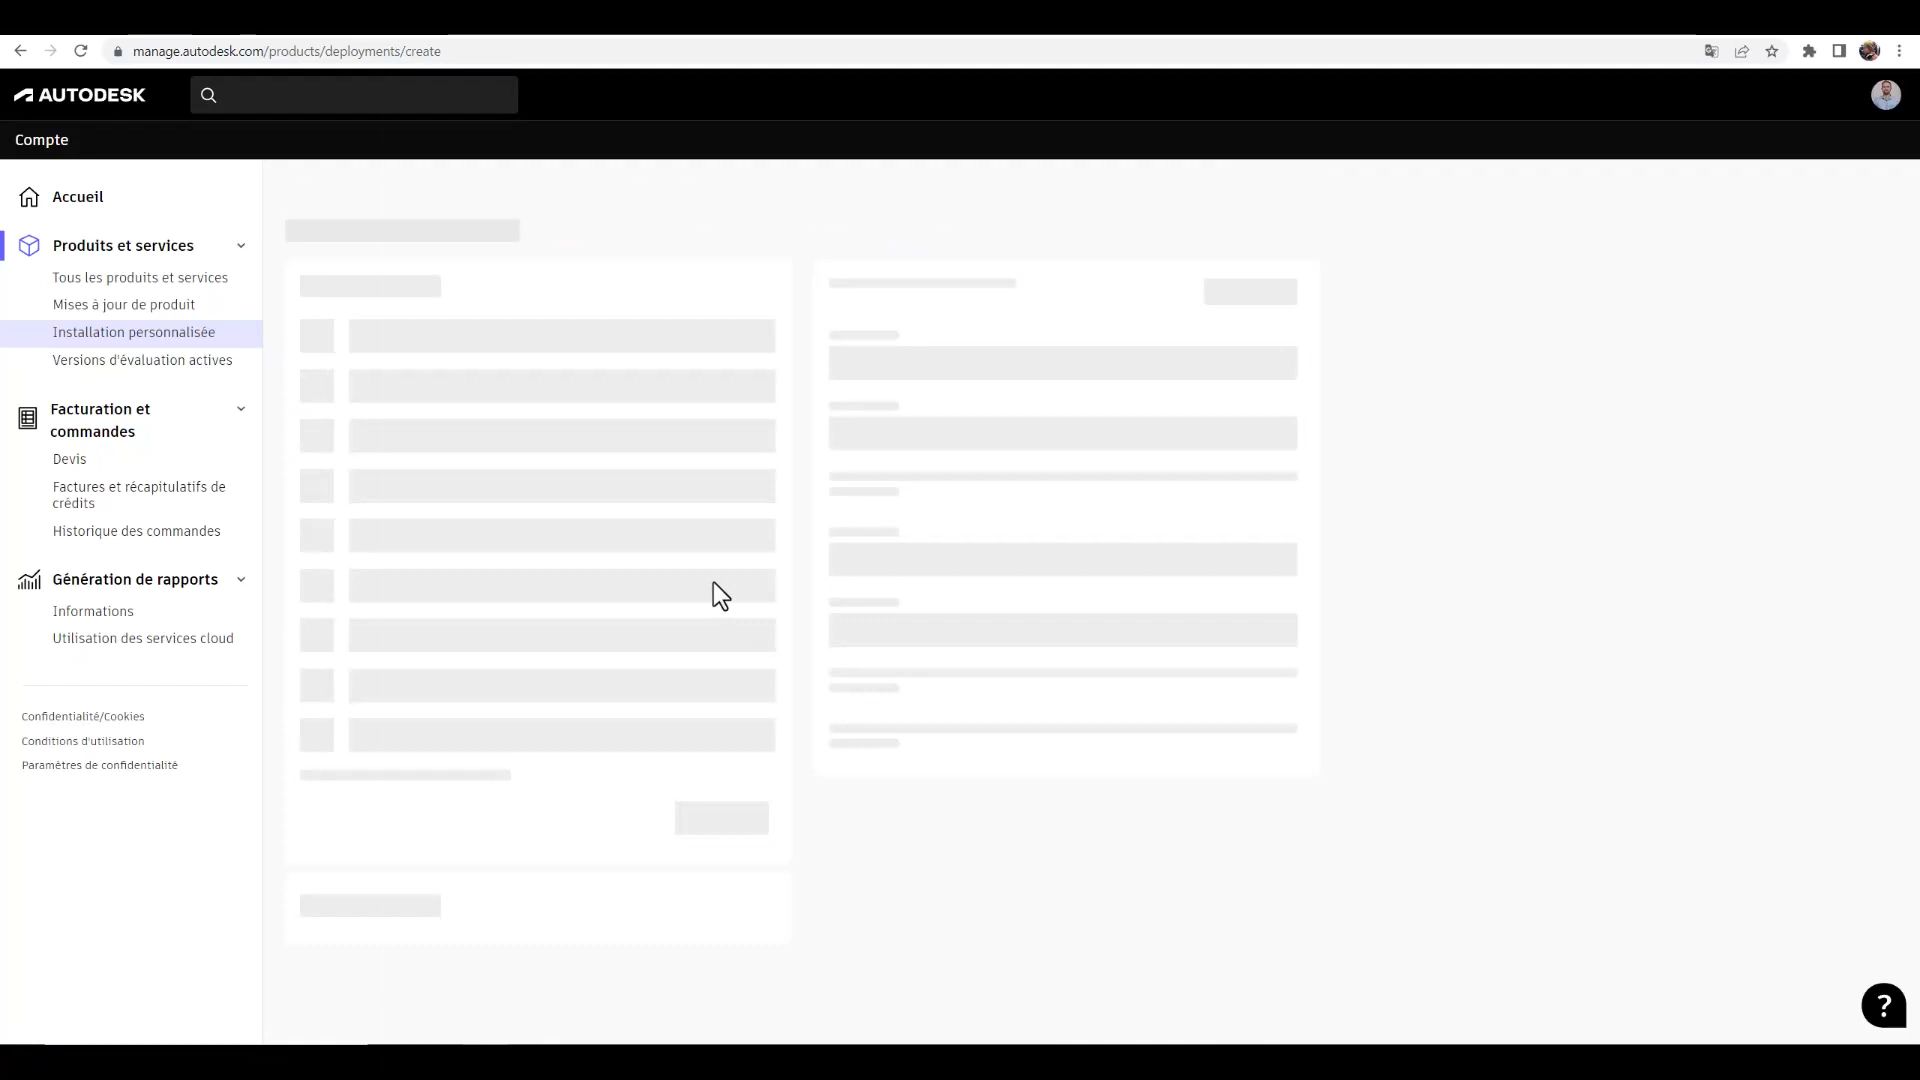 manage.autodesk.com/products/deployments/create
AUTODESK
Compte
Accueil
Produits et services
Tous les produits et services
Mises à jour de produit
Installation personnalisée
Versions d'évaluation actives
Facturation et
commandes
Devis
Factures et récapitulatifs de
crédits
Historique des commandes
Génération de rapports
Informations
Utilisation des services cloud
Confidentialité/Cookies
Conditions d'utilisation
Paramètres de confidentialité
?